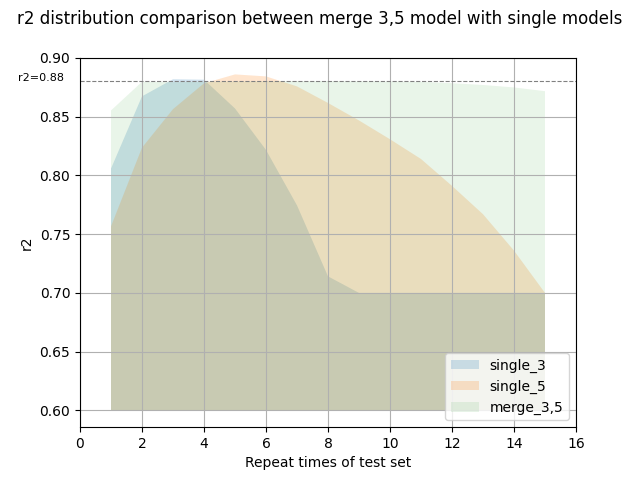 r2 distribution comparison between merge 3,5 model with single models
0.90
r2=0.88
0.85
0.80
0.75
r2
0.70
0.65
0.60
single_3
single_5
merge_3,5
0 2 4 6 8 10 12 14 16
Repeat times of test set